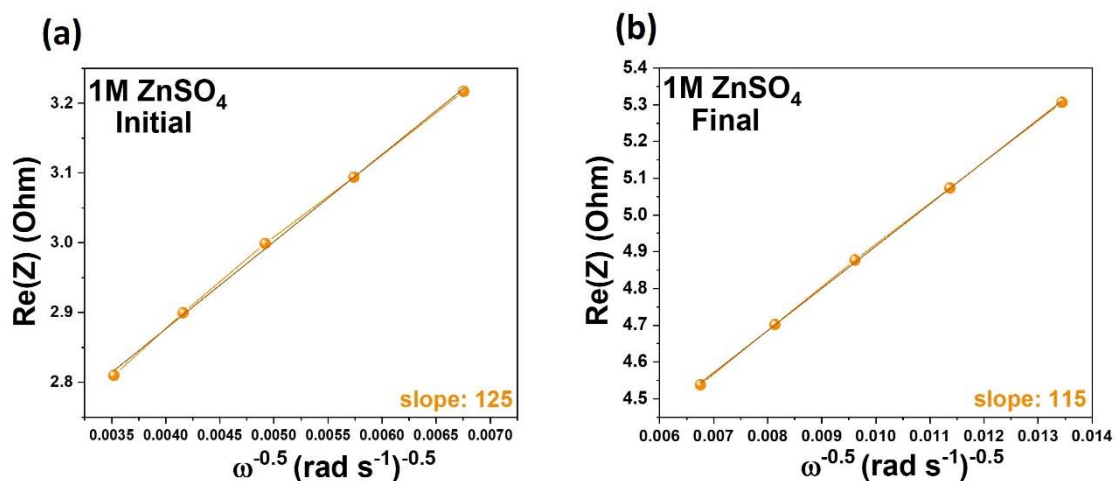 (a)
1M ZnSO4
Initial
Re(Z) (Ohm)
3.2
3.1
3.0
2.9
2.8
slope: 125
0.0035 0.0040 0.0045 0.0050 0.0055 0.0060 0.0065 0.0070
ω^-0.5 (rad s^-1)^-0.5
(b)
1M ZnSO4
Final
Re(Z) (Ohm)
5.4
5.3
5.2
5.1
5.0
4.9
4.8
4.7
4.6
4.5
slope: 115
0.006 0.007 0.008 0.009 0.010 0.011 0.012 0.013 0.014
ω^-0.5 (rad s^-1)^-0.5